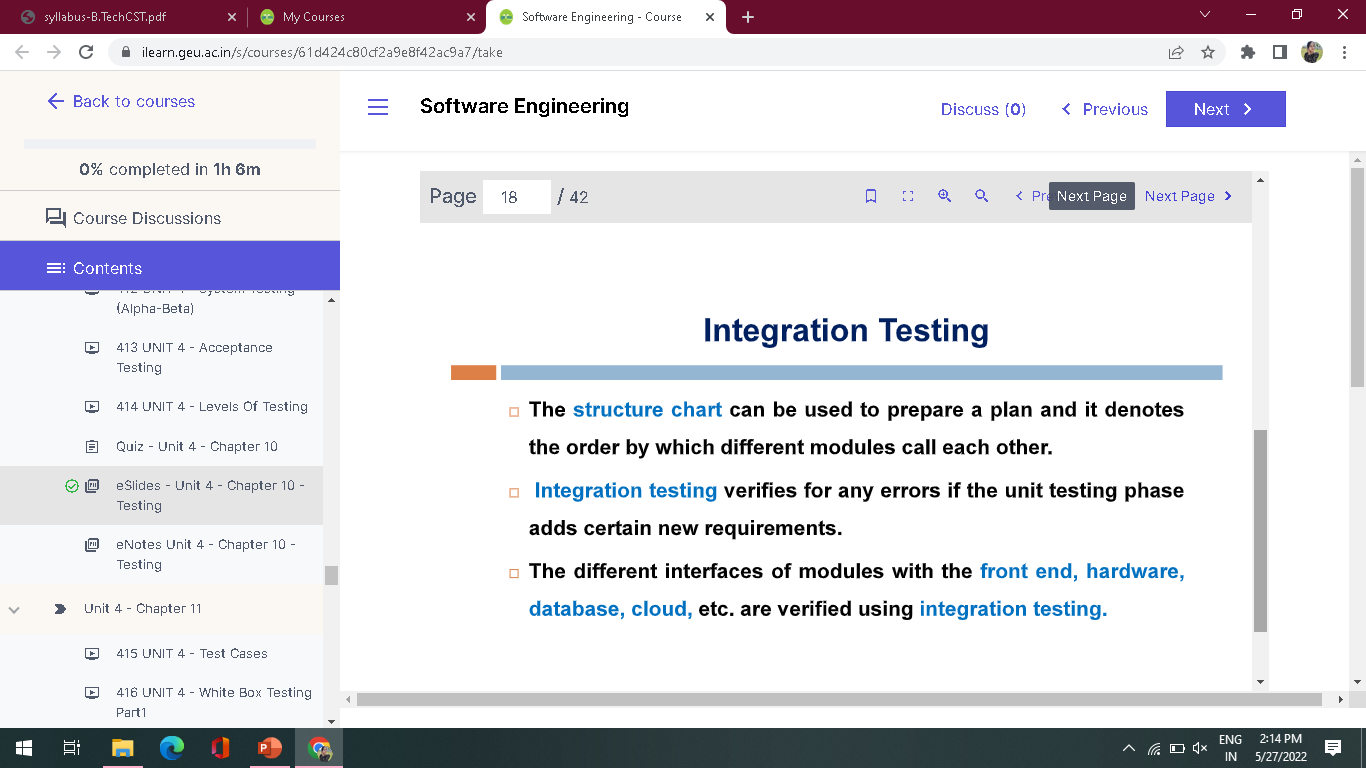 syllabus-B.TechCST.pdf
My Courses
Software Engineering - Course
ilearn.geu.ac.in/s/courses/61d424c80cf2a9e8f42ac9a7/take
Back to courses
0% completed in 1h 6m
Course Discussions
Contents
(Alpha-Beta)
413 UNIT 4 - Acceptance
Testing
414 UNIT 4 - Levels Of Testing
Quiz - Unit 4 - Chapter 10
eSlides - Unit 4 - Chapter 10 -
Testing
eNotes Unit 4 - Chapter 10 -
Testing
Unit 4 - Chapter 11
415 UNIT 4 - Test Cases
416 UNIT 4 - White Box Testing
Part1
Software Engineering
Discuss (0)
Previous
Next
Page 18 / 42
Next Page
Next Page
Integration Testing
The structure chart can be used to prepare a plan and it denotes
the order by which different modules call each other.
Integration testing verifies for any errors if the unit testing phase
adds certain new requirements.
The different interfaces of modules with the front end, hardware,
database, cloud, etc. are verified using integration testing.
ENG
IN
2:14 PM
5/27/2022